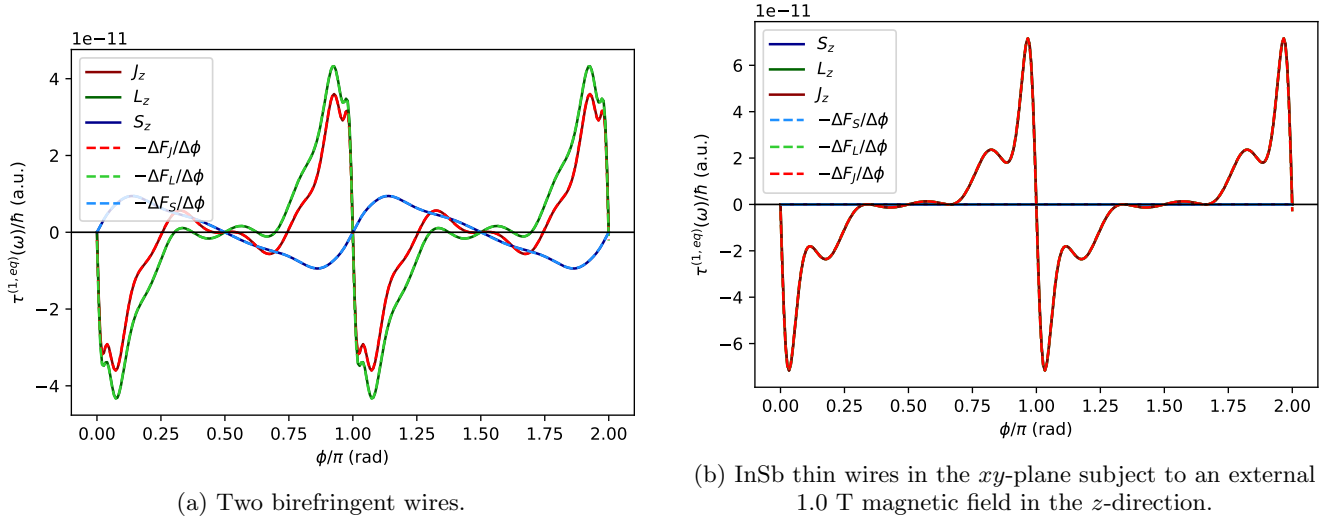 1e−11
J_z
L_z
S_z
−ΔF_J/Δϕ
−ΔF_L/Δϕ
−ΔF_S/Δϕ
τ^(1,eq)(ω)/ħ (a.u.)
4
2
0
−2
−4
0.00 0.25 0.50 0.75 1.00 1.25 1.50 1.75 2.00
ϕ/π (rad)
(a) Two birefringent wires.
1e−11
S_z
L_z
J_z
−ΔF_S/Δϕ
−ΔF_L/Δϕ
−ΔF_J/Δϕ
τ^(1,eq)(ω)/ħ (a.u.)
6
4
2
0
−2
−4
−6
0.00 0.25 0.50 0.75 1.00 1.25 1.50 1.75 2.00
ϕ/π (rad)
(b) InSb thin wires in the xy-plane subject to an external
1.0 T magnetic field in the z-direction.